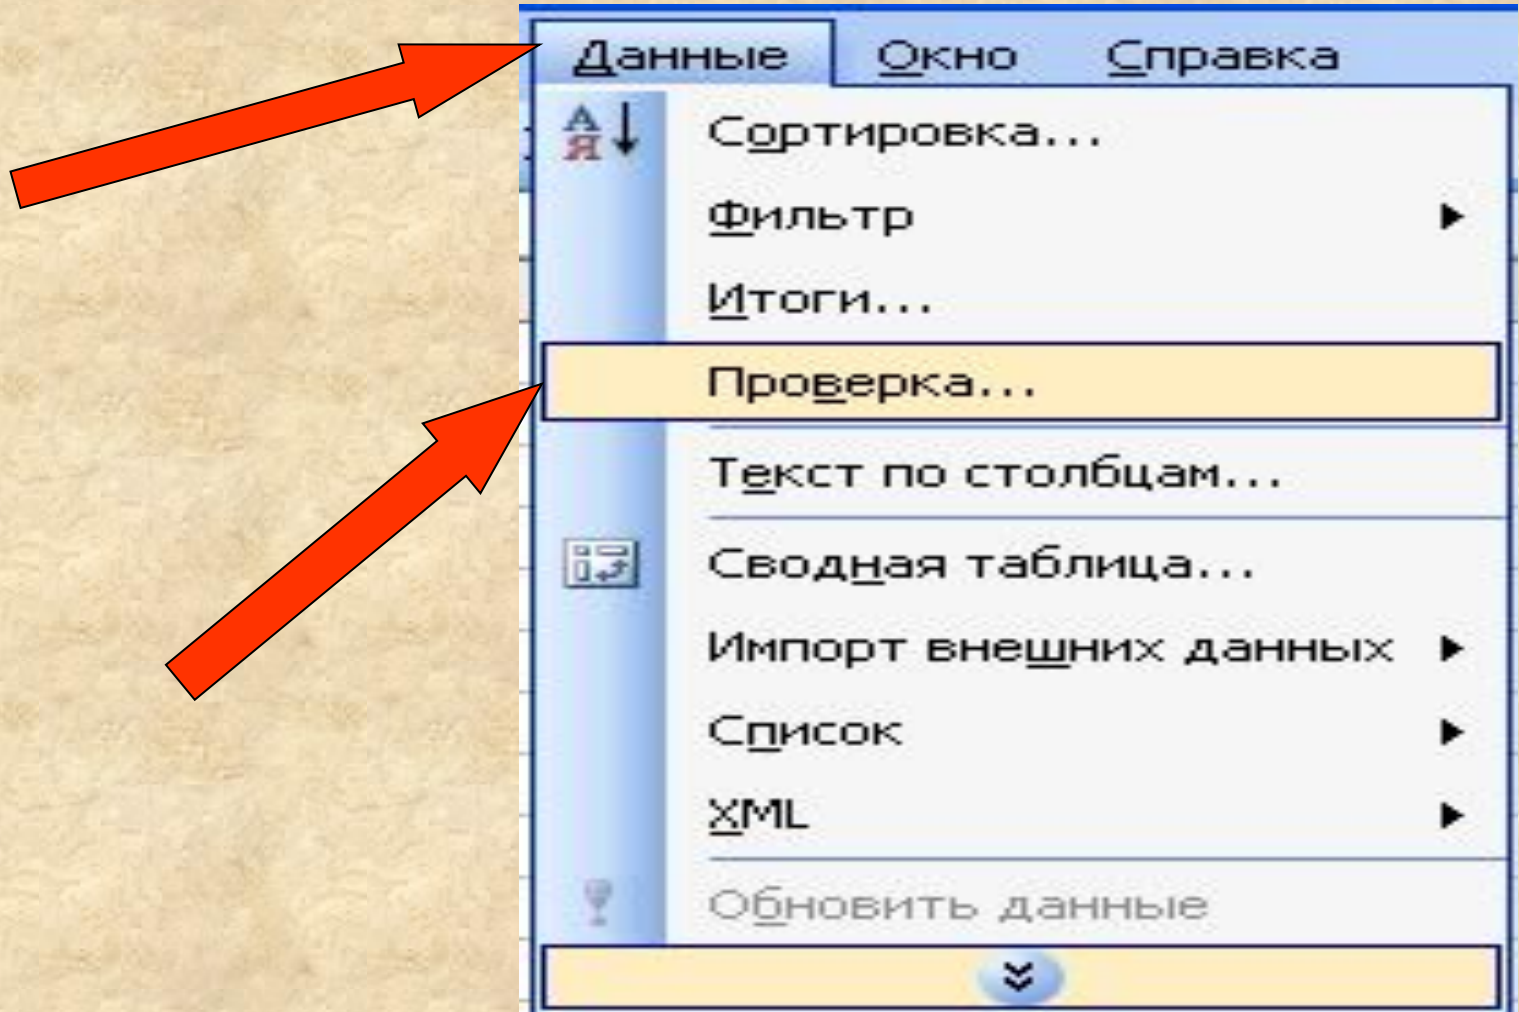 Данные Окно Справка
Сортировка...
Фильтр
Итоги...
Проверка...
Текст по столбцам...
Сводная таблица...
Импорт внешних данных
Список
XML
Обновить данные